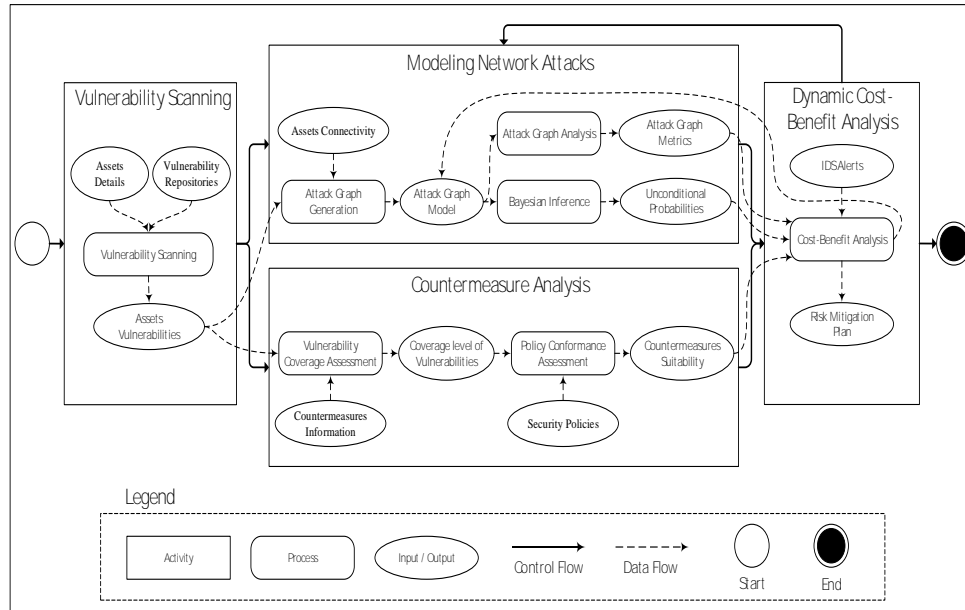 Modeling Network Attacks
Vulnerability Scanning
Dynamic Cost-
Benefit Analysis
Assets Connectivity
Attack Graph Analysis
Attack Graph
Metrics
Assets
Details
Vulnerability
Repositories
IDS Alerts
Attack Graph
Generation
Attack Graph
Model
Bayesian Inference
Unconditional
Probabilities
Vulnerability Scanning
Cost-Benefit Analysis
Countermeasure Analysis
Assets
Vulnerabilities
Risk Mitigation
Plan
Vulnerability
Coverage Assessment
Coverage level of
Vulnerabilities
Policy Conformance
Assessment
Countermeasures
Suitability
Countermeasures
Information
Security Policies
Legend
Activity
Process
Input / Output
Control Flow
Data Flow
Start
End